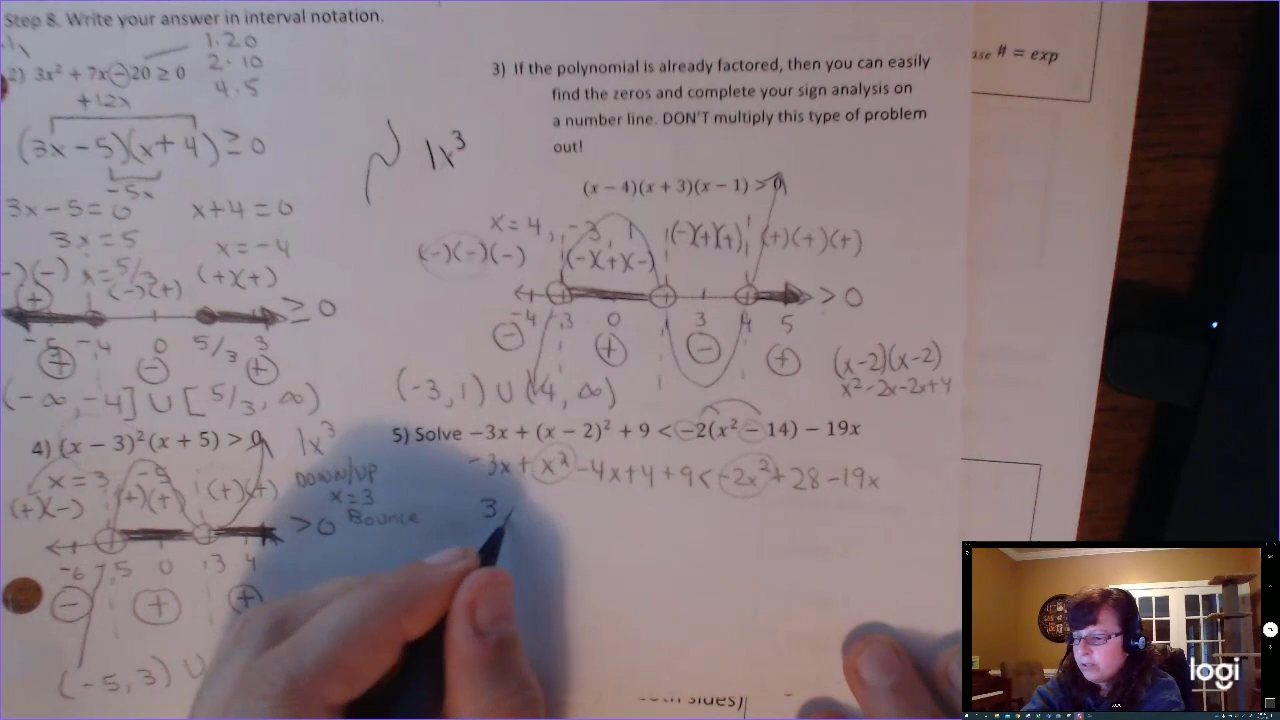 Step 8. Write your answer in interval notation.
1·20
2·10
4·5
2) 3x² + 7x − 20 ≥ 0
+12x
(3x − 5)(x + 4) ≥ 0
−5x
3x − 5 = 0 x + 4 = 0
3x = 5 x = −4
x = 5/3
(−)(+) (+)(+)
≥ 0
−4 0 5/3 3
(−∞, −4] ∪ [5/3, ∞)
4) (x − 3)²(x + 5) > 0
1x³
DOWN/UP
x = 3
Bounce
x = 3 −5
(+)(−) (+)(+) (+)(+)
> 0
−6 −5 0 3 4
− + +
(−5, 3) ∪
1x³
3) If the polynomial is already factored, then you can easily
find the zeros and complete your sign analysis on
a number line. DON'T multiply this type of problem
out!
(x − 4)(x + 3)(x − 1) > 0
x = 4, −3, 1
(−)(−)(−) (−)(+)(−) (−)(+)(+) (+)(+)(+)
> 0
−4 −3 0 1 3 4 5
− + − +
(−3, 1) ∪ (4, ∞)
(x−2)(x−2)
x²−2x−2x+4
5) Solve −3x + (x − 2)² + 9 < −2(x² − 14) − 19x
−3x + x² −4x+4 +9 < −2x² + 28 −19x
3
# = exp
sides)
logi